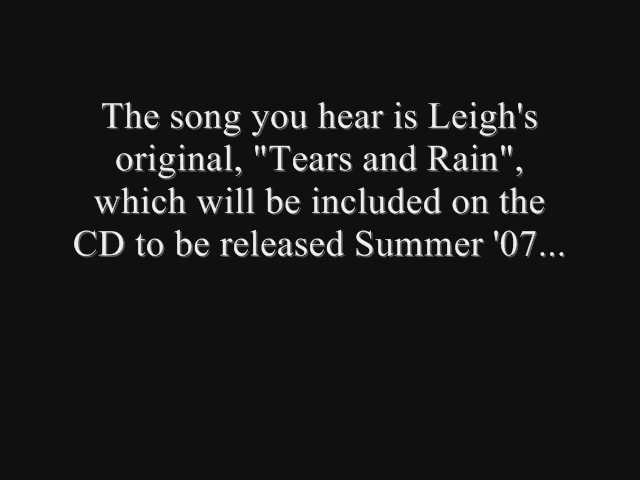 The song you hear is Leigh's
original, "Tears and Rain",
which will be included on the
CD to be released Summer '07...